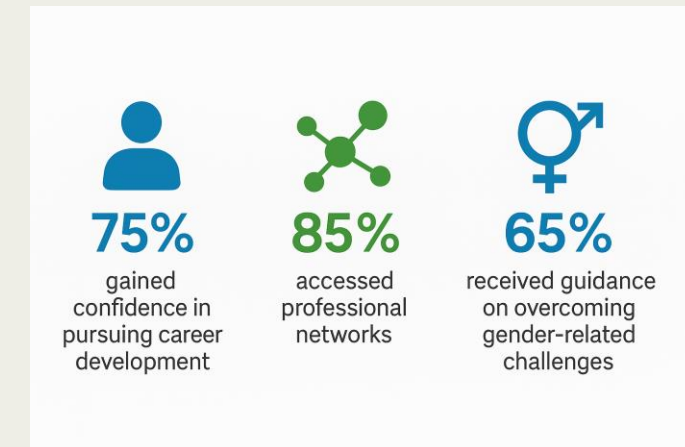 75%
gained
confidence in
pursuing career
development
85%
accessed
professional
networks
65%
received guidance
on overcoming
gender-related
challenges